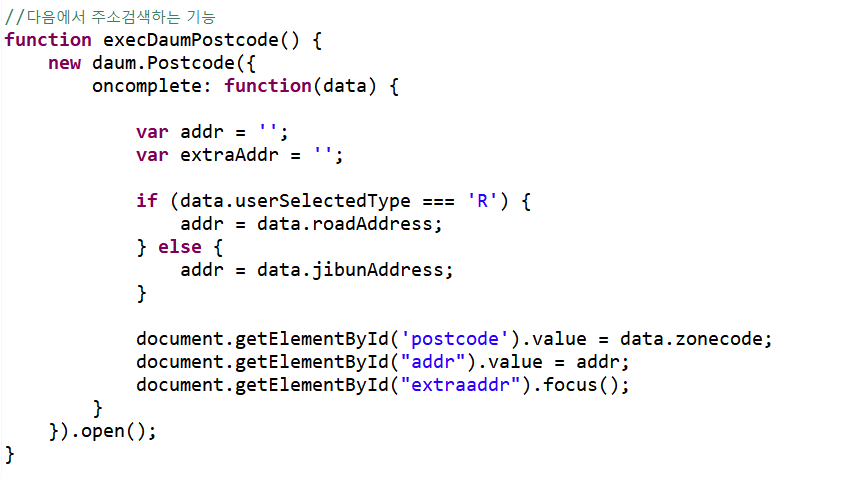 //다음에서 주소검색하는 기능
function execDaumPostcode() {
    new daum.Postcode({
        oncomplete: function(data) {

            var addr = '';
            var extraAddr = '';

            if (data.userSelectedType === 'R') {
                addr = data.roadAddress;
            } else {
                addr = data.jibunAddress;
            }

            document.getElementById('postcode').value = data.zonecode;
            document.getElementById("addr").value = addr;
            document.getElementById("extraaddr").focus();
        }
    }).open();
}